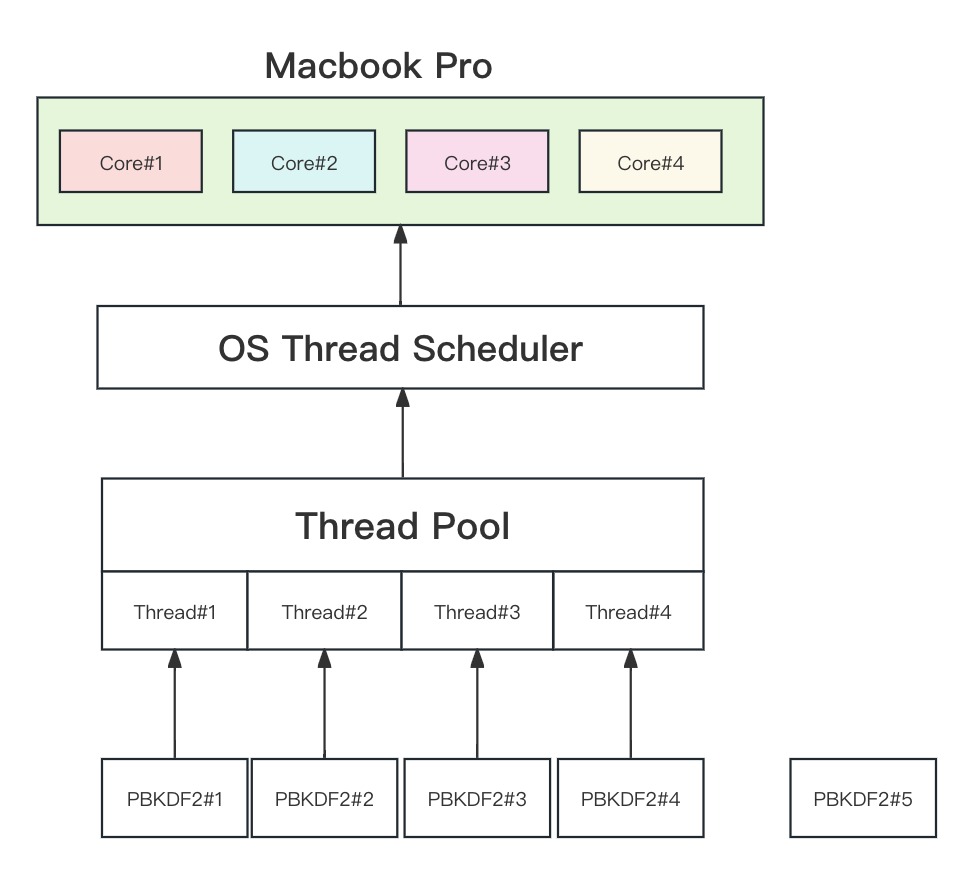 Macbook Pro
Core#1
Core#2
Core#3
Core#4
OS Thread Scheduler
Thread Pool
Thread#1
Thread#2
Thread#3
Thread#4
PBKDF2#1
PBKDF2#2
PBKDF2#3
PBKDF2#4
PBKDF2#5